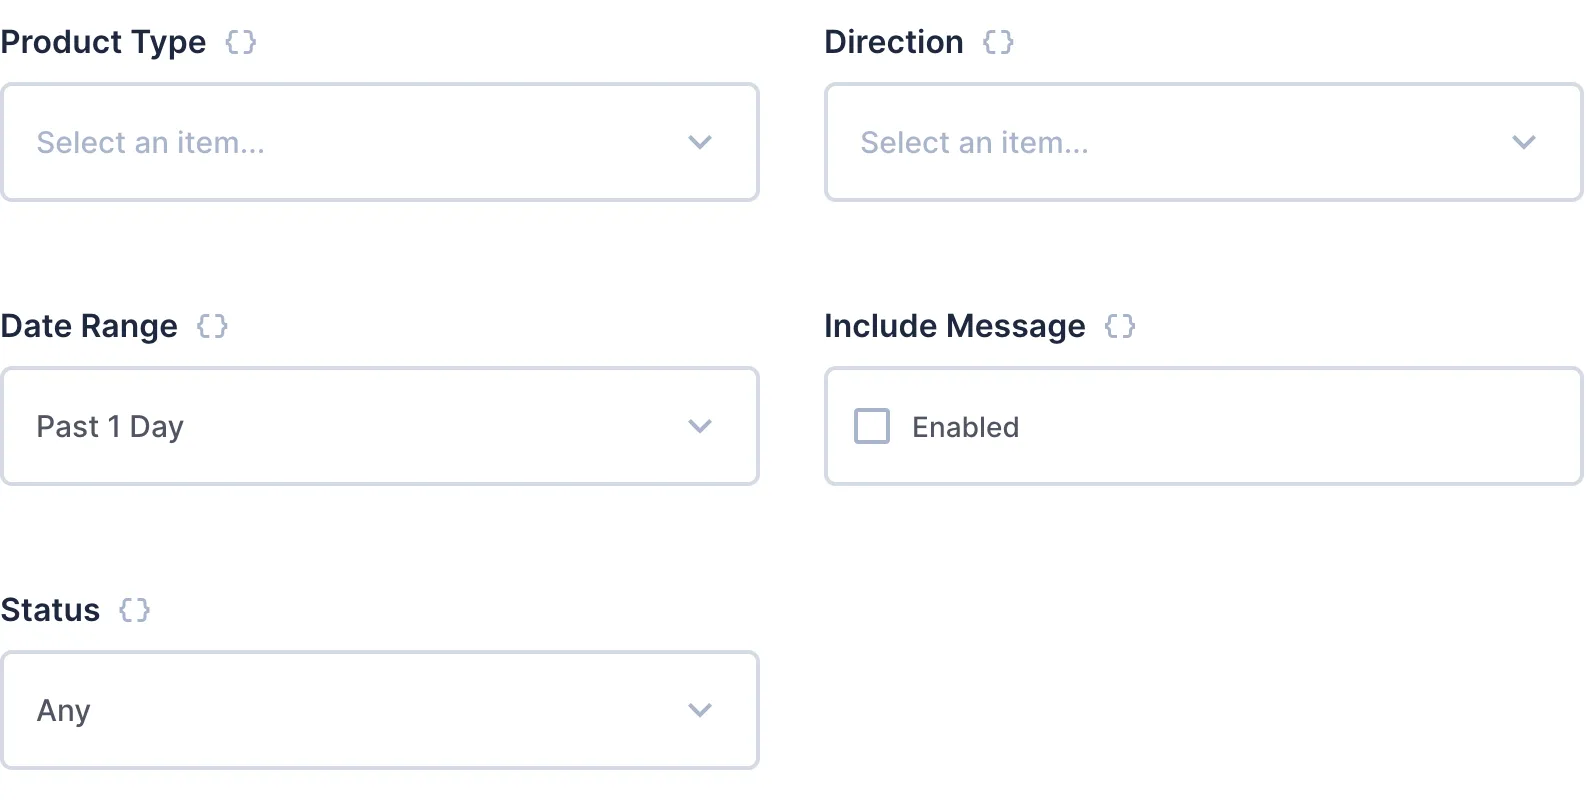 Product Type {}
Direction {}
Select an item...
Select an item...
Date Range {}
Include Message {}
Past 1 Day
Enabled
Status {}
Any